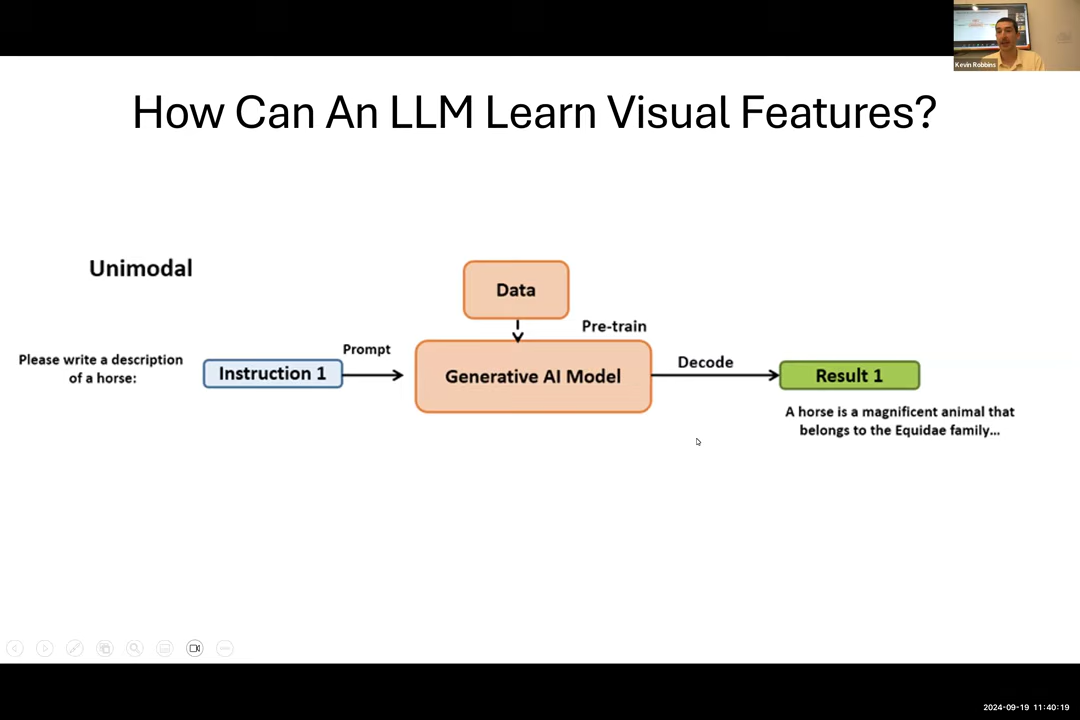 Kevin Robbins
How Can An LLM Learn Visual Features?
Unimodal
Data
Pre-train
Please write a description
of a horse:
Instruction 1
Prompt
Generative AI Model
Decode
Result 1
A horse is a magnificent animal that
belongs to the Equidae family...
2024-09-19 11:40:19